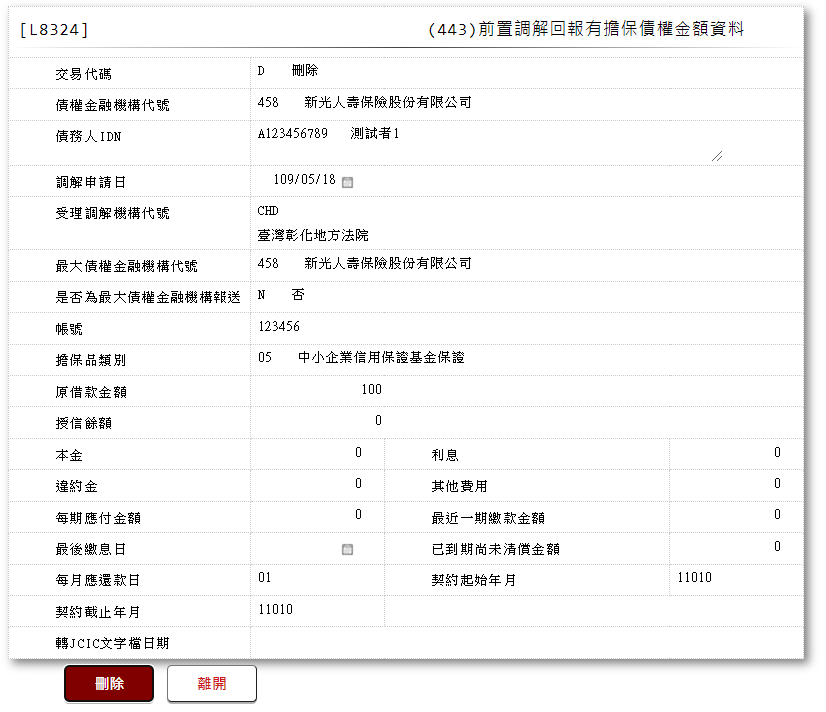 [L8324] (443)前置調解回報有擔保債權金額資料
交易代碼 D 刪除
債權金融機構代號 458 新光人壽保險股份有限公司
債務人IDN A123456789 測試者1
調解申請日 109/05/18
受理調解機構代號 CHD
臺灣彰化地方法院
最大債權金融機構代號 458 新光人壽保險股份有限公司
是否為最大債權金融機構報送 N 否
帳號 123456
擔保品類別 05 中小企業信用保證基金保證
原借款金額 100
授信餘額 0
本金 0 利息 0
違約金 0 其他費用 0
每期應付金額 0 最近一期繳款金額 0
最後繳息日 已到期尚未清償金額 0
每月應還款日 01 契約起始年月 11010
契約截止年月 11010
轉JCIC文字檔日期
刪除 離開